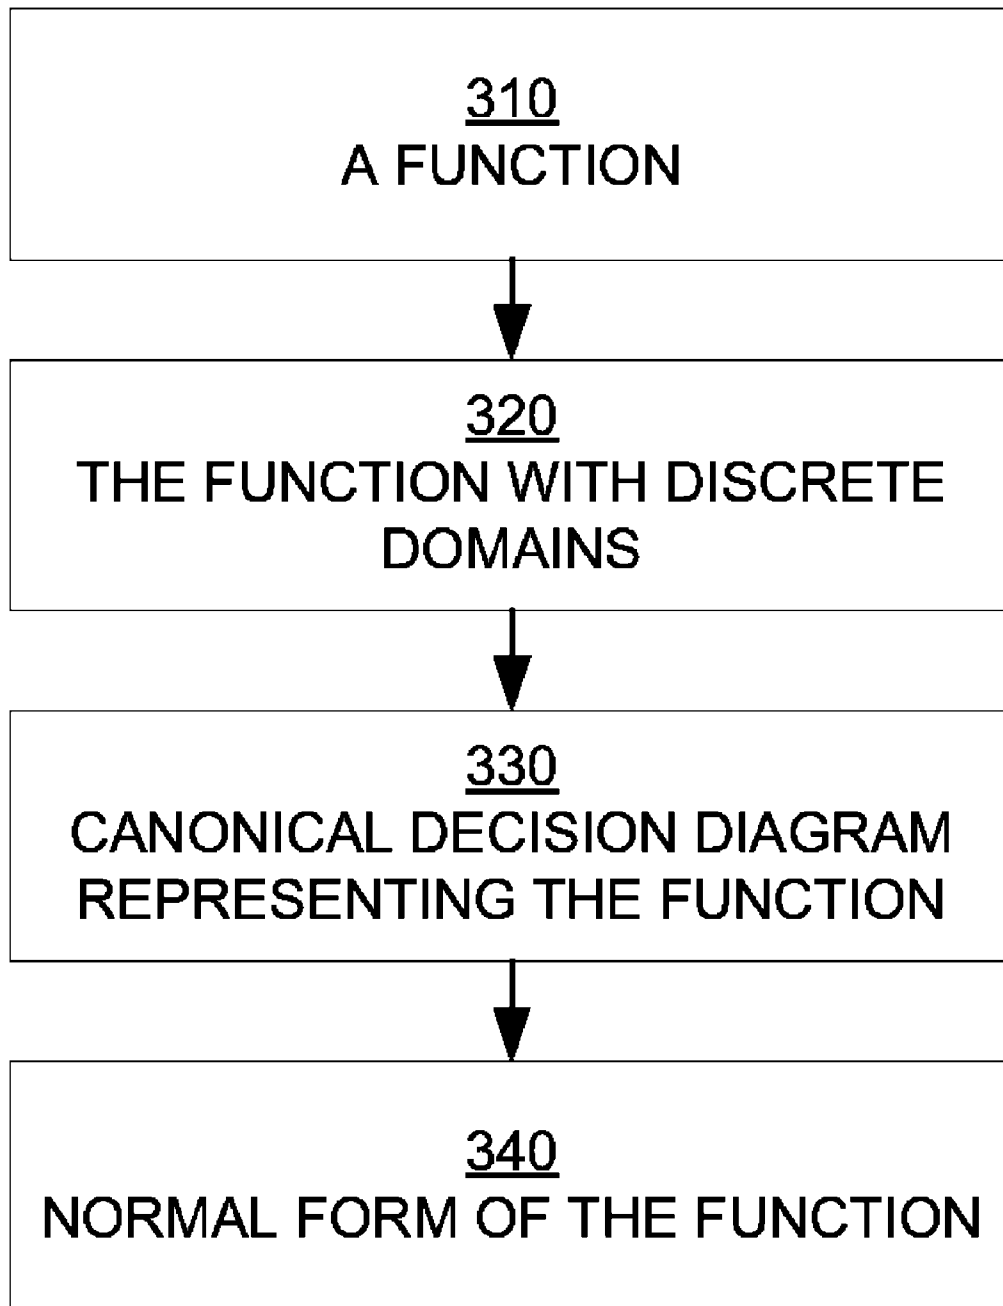 310
A FUNCTION
320
THE FUNCTION WITH DISCRETE
DOMAINS
330
CANONICAL DECISION DIAGRAM
REPRESENTING THE FUNCTION
340
NORMAL FORM OF THE FUNCTION